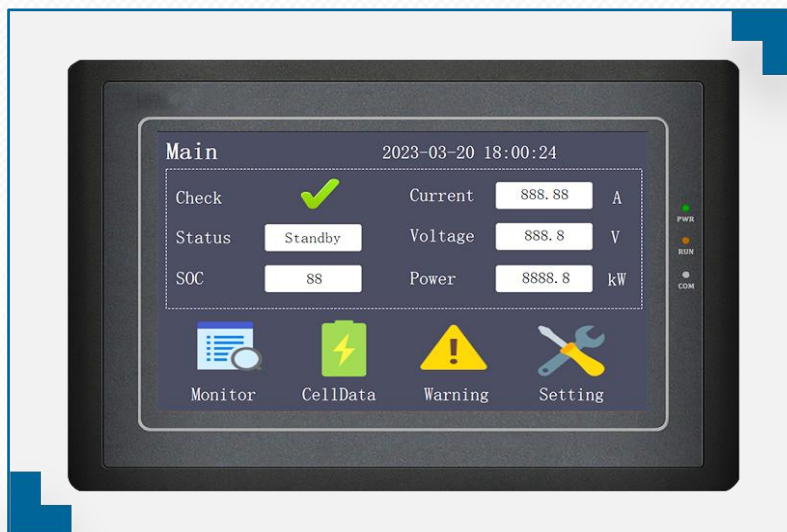 Main 2023-03-20 18:00:24
Check Current 888.88 A
Status Standby Voltage 888.8 V
SOC 88 Power 8888.8 kW
Monitor CellData Warning Setting
PWR
RUN
COM